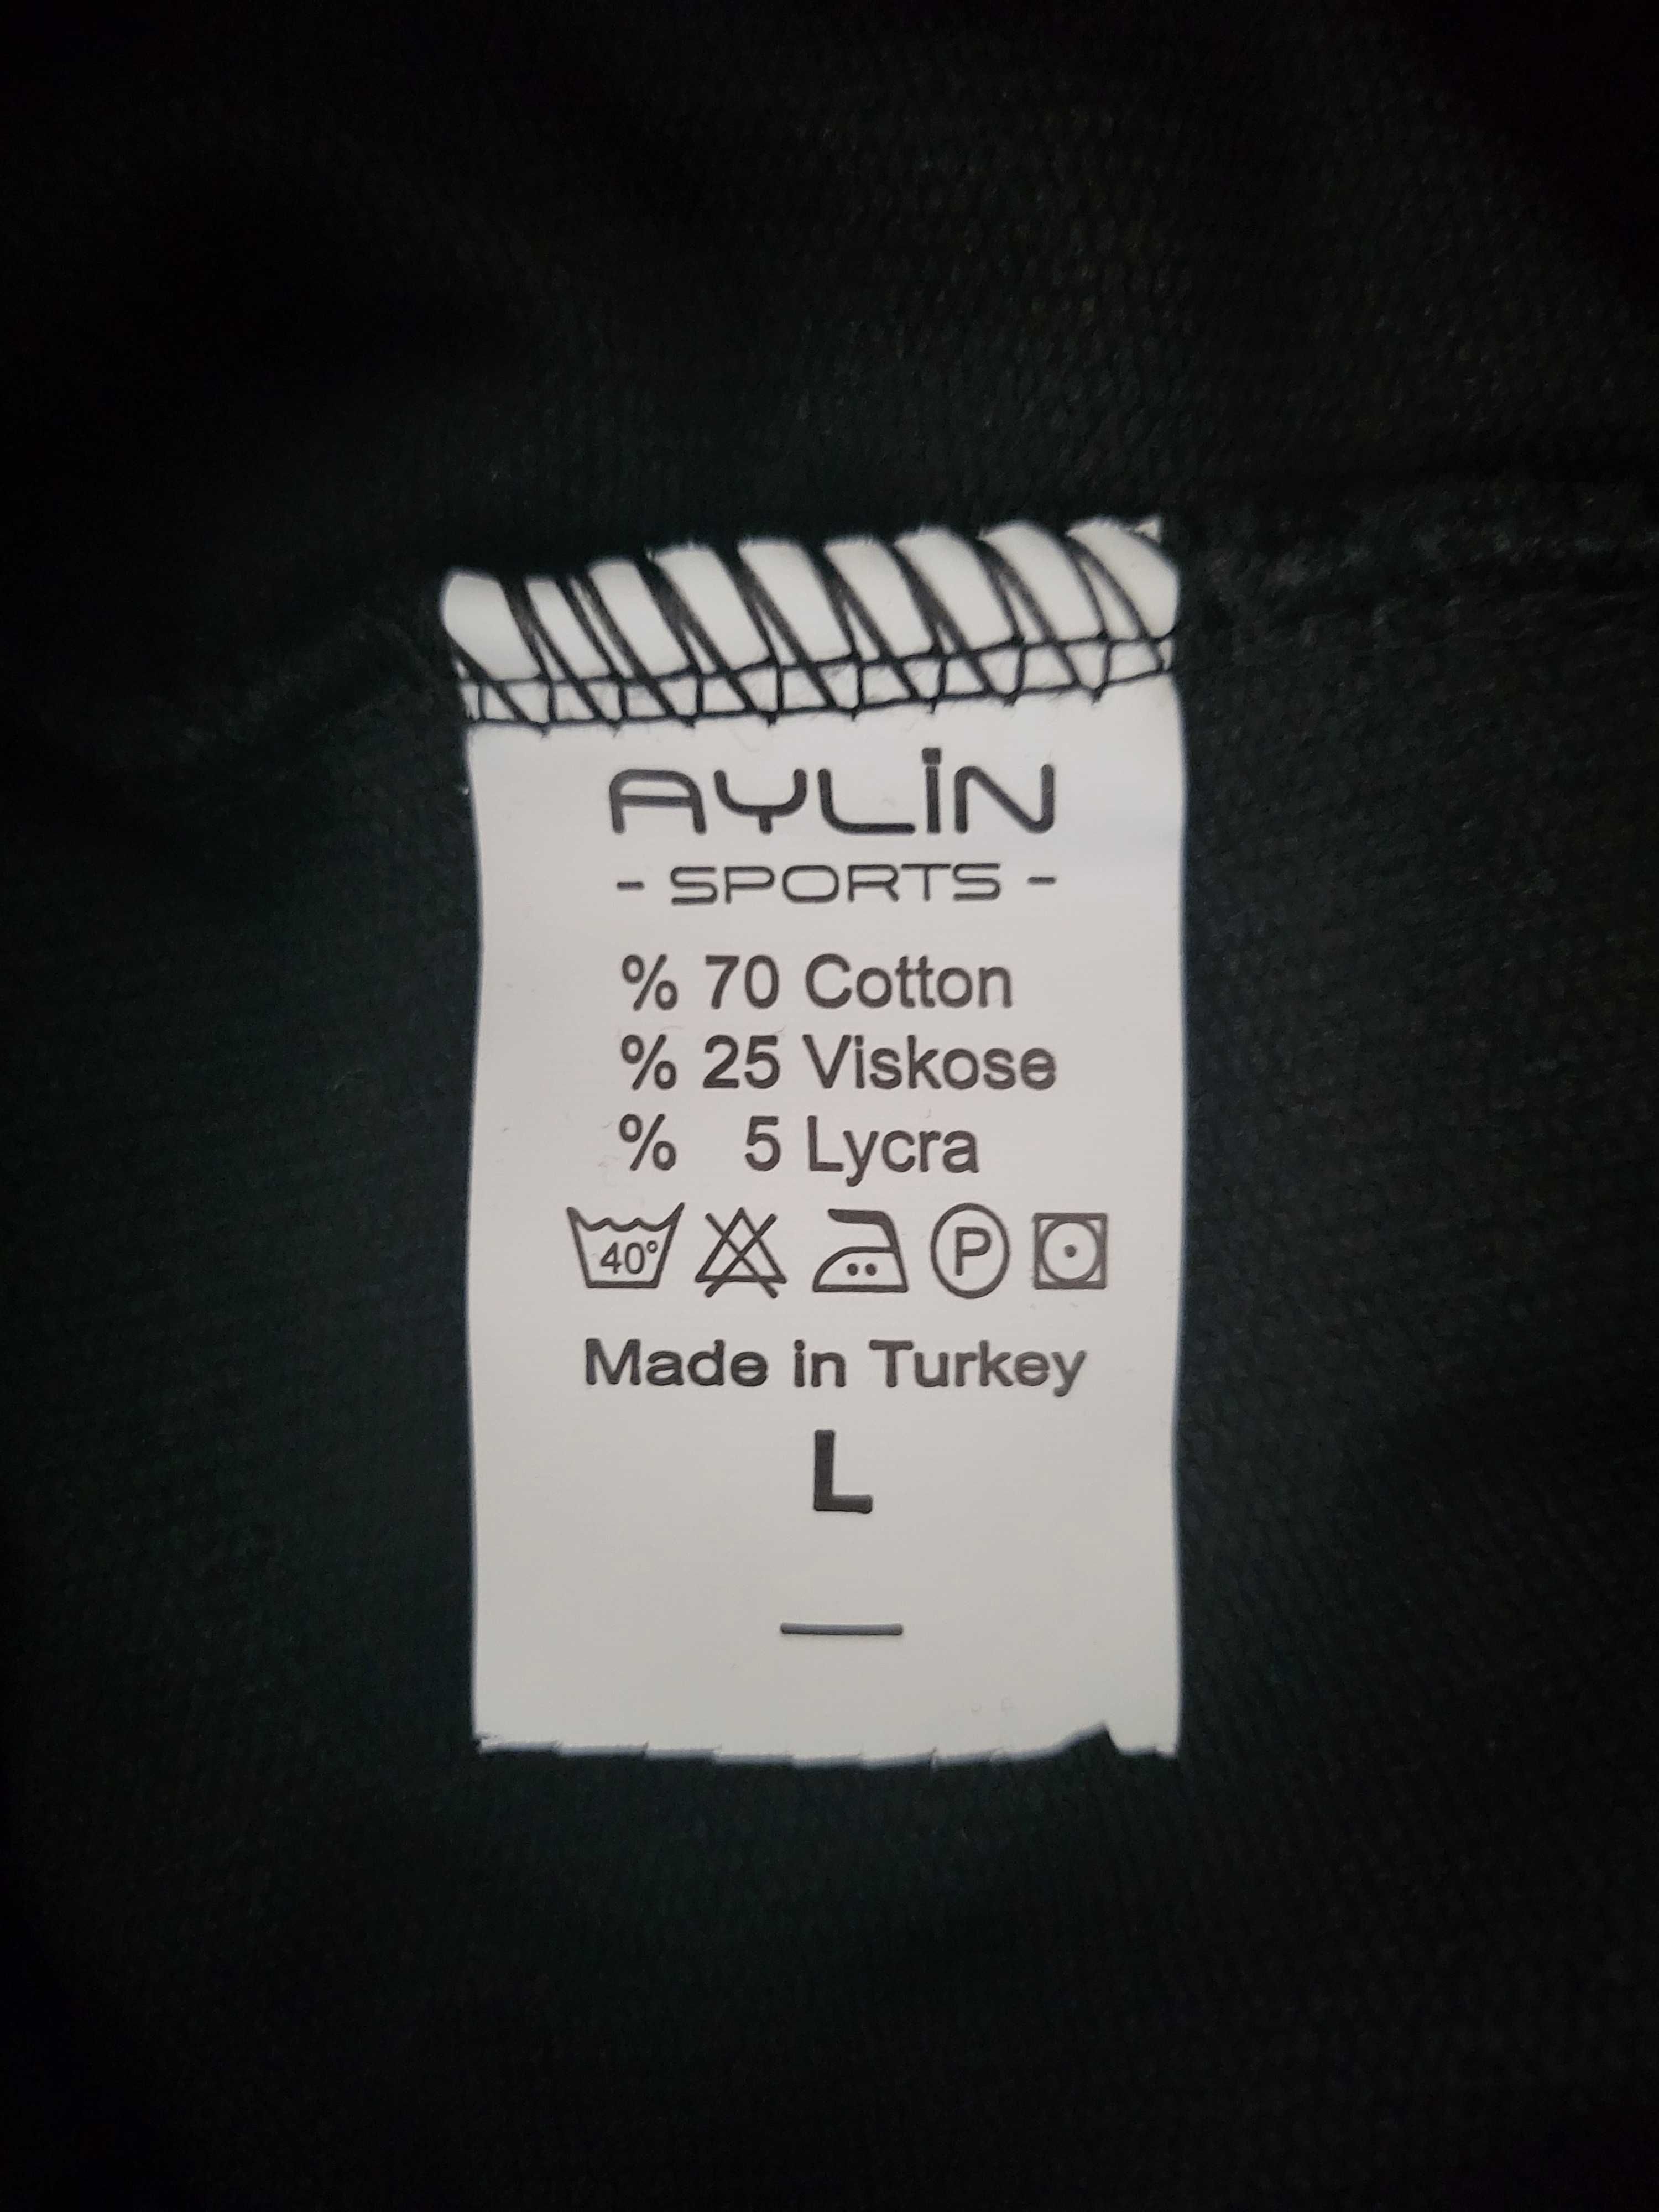 AYLİN
- SPORTS -
% 70 Cotton
% 25 Viskose
% 5 Lycra
40° P
Made in Turkey
L